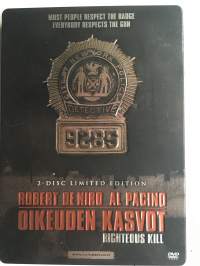 MOST PEOPLE RESPECT THE BADGE
EVERYBODY RESPECTS THE GUN
9285
2-DISC LIMITED EDITION
ROBERT DE NIRO AL PACINO
OIKEUDEN KASVOT
RIGHTEOUS KILL
DVD